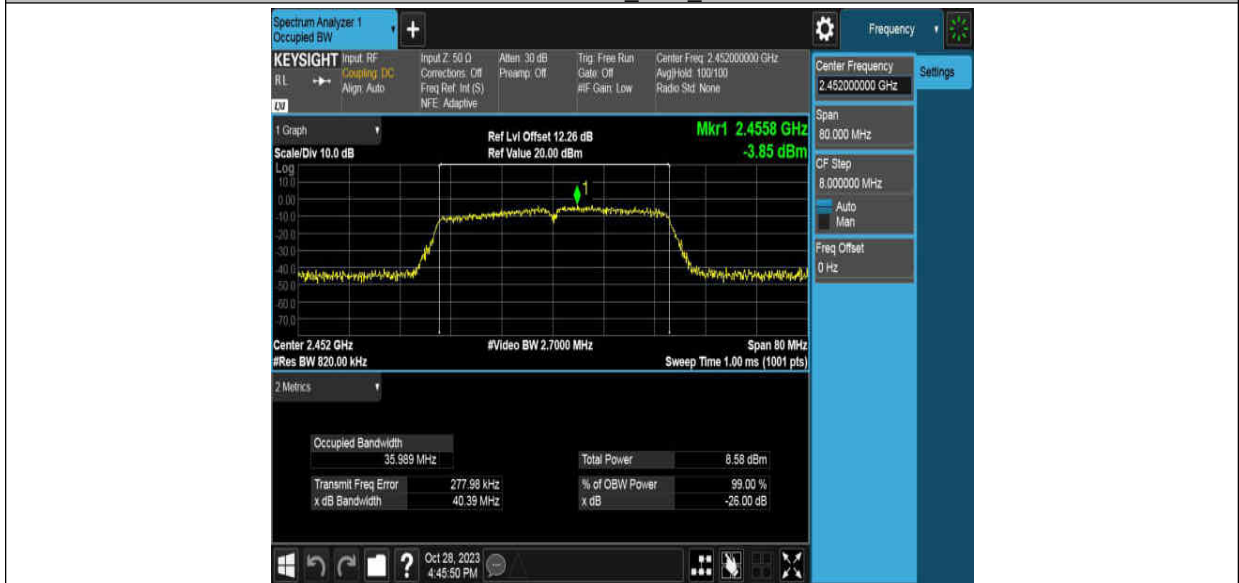 Spectrum Analyzer 1
Occupied BW
+
Frequency
KEYSIGHT
RL
Input: RF
Coupling: DC
Align: Auto
Input Z: 50 Ω
Corrections: Off
Freq Ref: Int (S)
NFE: Adaptive
Atten: 30 dB
Preamp: Off
Trig: Free Run
Gate: Off
#IF Gain: Low
Center Freq: 2.452000000 GHz
Avg|Hold: 100/100
Radio Std: None
Center Frequency
2.452000000 GHz
Settings
Span
80.000 MHz
CF Step
8.000000 MHz
Auto
Man
Freq Offset
0 Hz
1 Graph
Scale/Div 10.0 dB
Ref Lvl Offset 12.26 dB
Ref Value 20.00 dBm
Mkr1 2.4558 GHz
-3.85 dBm
Log
10.0
0.00
-10.0
-20.0
-30.0
-40.0
-50.0
-60.0
-70.0
1
Center 2.452 GHz
#Res BW 820.00 kHz
#Video BW 2.7000 MHz
Span 80 MHz
Sweep Time 1.00 ms (1001 pts)
2 Metrics
Occupied Bandwidth
35.989 MHz
Total Power 8.58 dBm
Transmit Freq Error 277.98 kHz
% of OBW Power 99.00 %
x dB Bandwidth 40.39 MHz
x dB -26.00 dB
?
Oct 28, 2023
4:45:50 PM